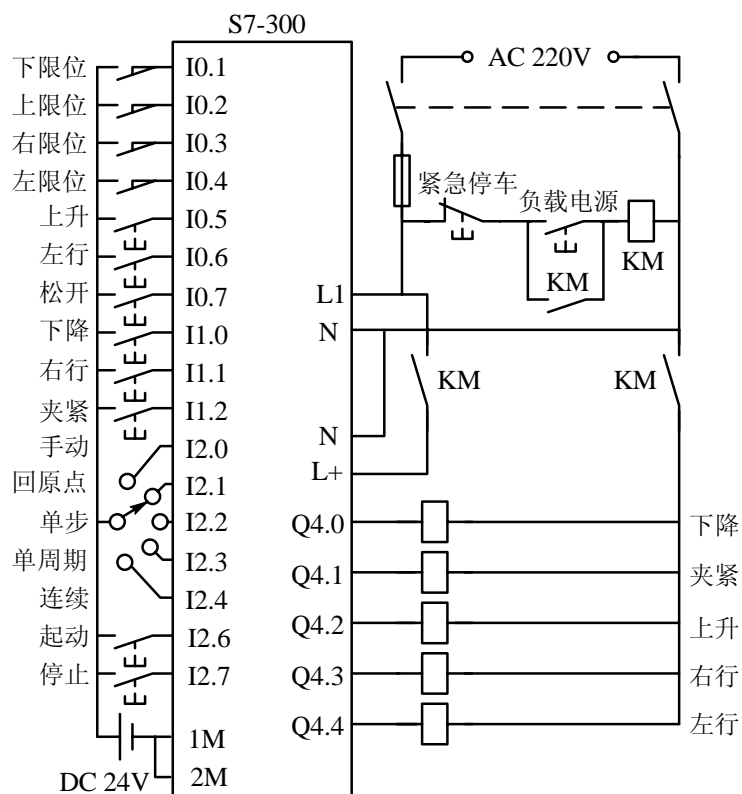 S7-300
下限位 I0.1
上限位 I0.2
右限位 I0.3
左限位 I0.4
上升 I0.5
左行 I0.6
松开 I0.7
下降 I1.0
右行 I1.1
夹紧 I1.2
手动 I2.0
回原点 I2.1
单步 I2.2
单周期 I2.3
连续 I2.4
起动 I2.6
停止 I2.7
1M
DC 24V 2M
AC 220V
紧急停车
负载电源
KM
KM
L1
N
KM KM
N
L+
Q4.0 下降
Q4.1 夹紧
Q4.2 上升
Q4.3 右行
Q4.4 左行